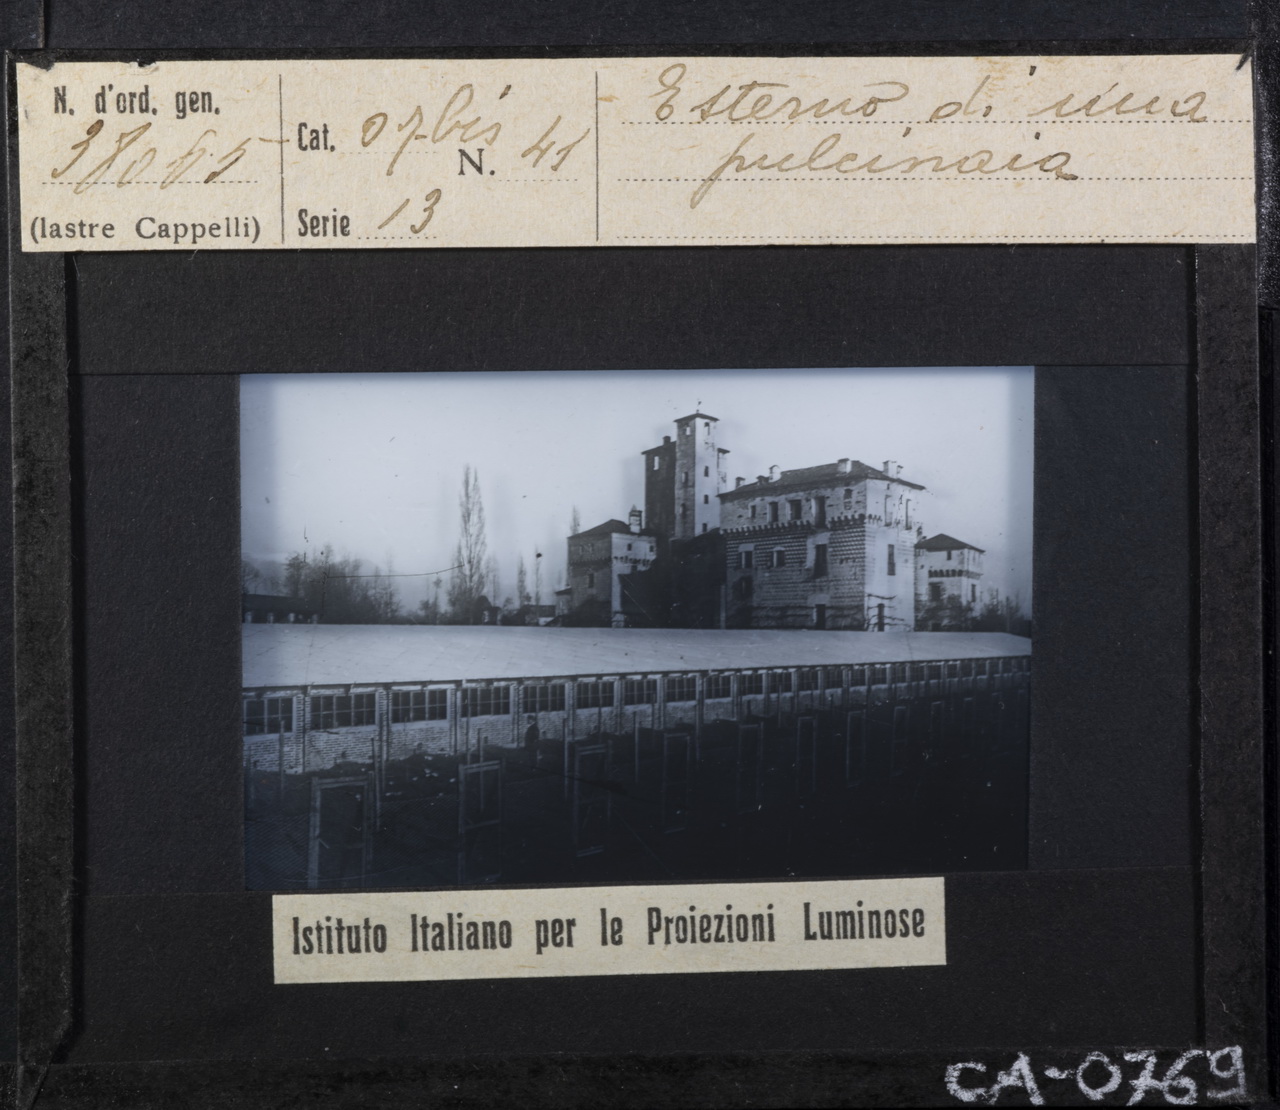 N. d'ord. gen.
38065
(lastre Cappelli)
Cat. 07bis
N. 41
Serie 13
Esterno di una
pulcinaia
Istituto Italiano per le Proiezioni Luminose
CA-0769